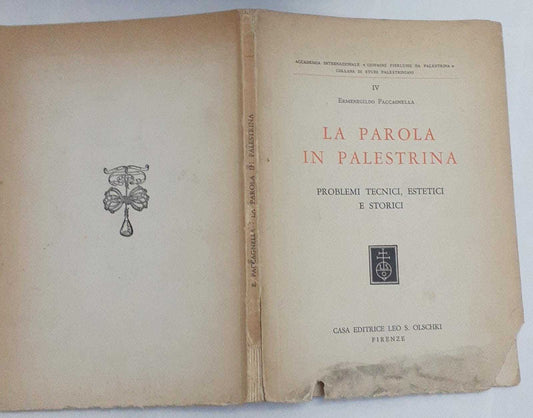 ACCADEMIA INTERNAZIONALE « GIOVANNI PIERLUIGI DA PALESTRINA »
COLLANA DI STUDI PALESTRINIANI
IV
ERMENEGILDO PACCAGNELLA
LA PAROLA
IN PALESTRINA
PROBLEMI TECNICI, ESTETICI
E STORICI
CASA EDITRICE LEO S. OLSCHKI
FIRENZE
E. PACCAGNELLA - LA PAROLA IN PALESTRINA